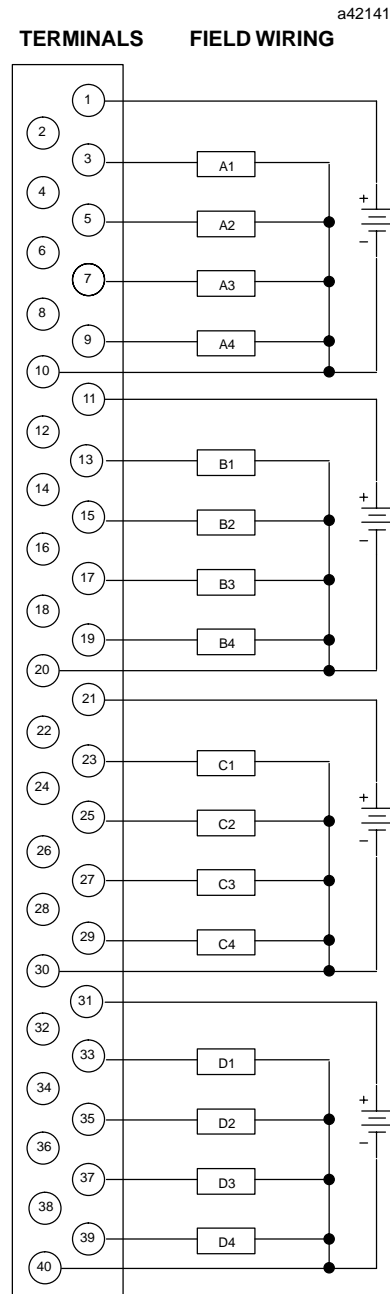 a42141
TERMINALS FIELD WIRING
1
2
3 A1
+
4
5 A2
−
6
7 A3
8
9 A4
10
11
12
13 B1
14
+
15 B2
−
16
17 B3
18
19 B4
20
21
22
23 C1
24
+
25 C2
−
26
27 C3
28
29 C4
30
31
32
33 D1
34
+
35 D2
−
36
37 D3
38
39 D4
40